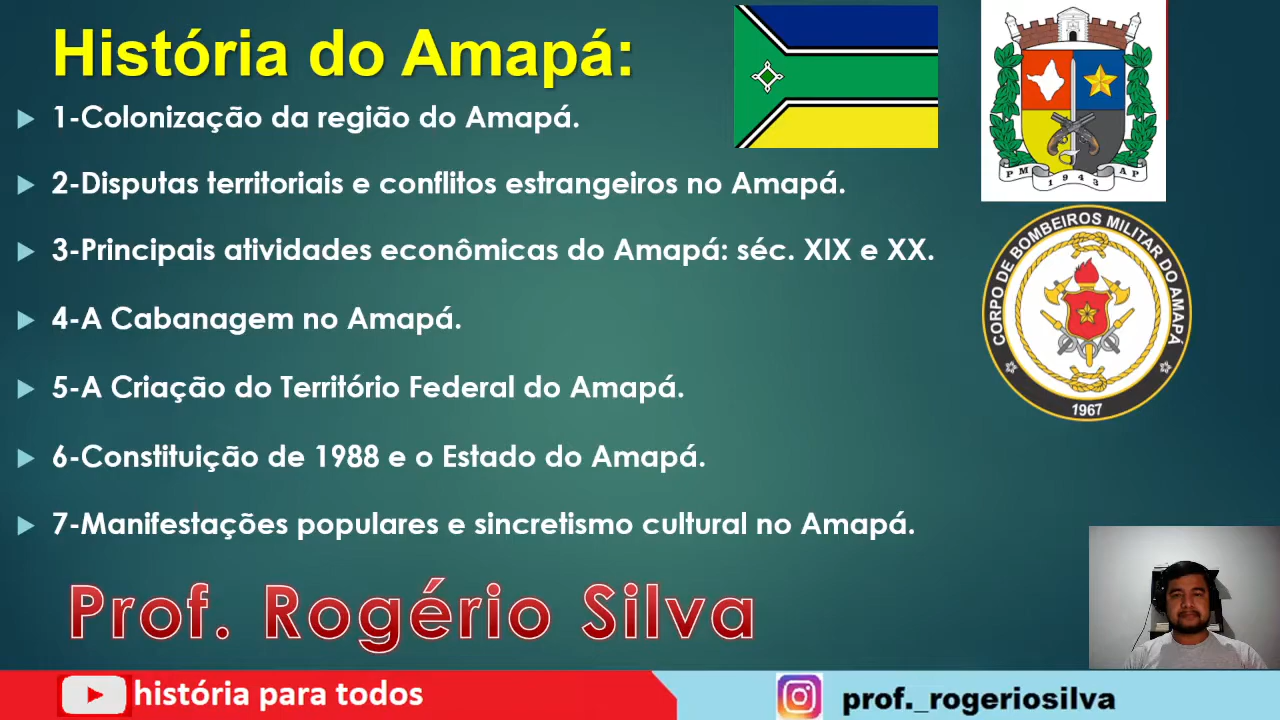 História do Amapá:
1-Colonização da região do Amapá.
2-Disputas territoriais e conflitos estrangeiros no Amapá.
3-Principais atividades econômicas do Amapá: séc. XIX e XX.
4-A Cabanagem no Amapá.
5-A Criação do Território Federal do Amapá.
6-Constituição de 1988 e o Estado do Amapá.
7-Manifestações populares e sincretismo cultural no Amapá.
PM 1943 AP
CORPO DE BOMBEIROS MILITAR DO AMAPÁ
1967
Prof. Rogério Silva
história para todos
prof._rogeriosilva